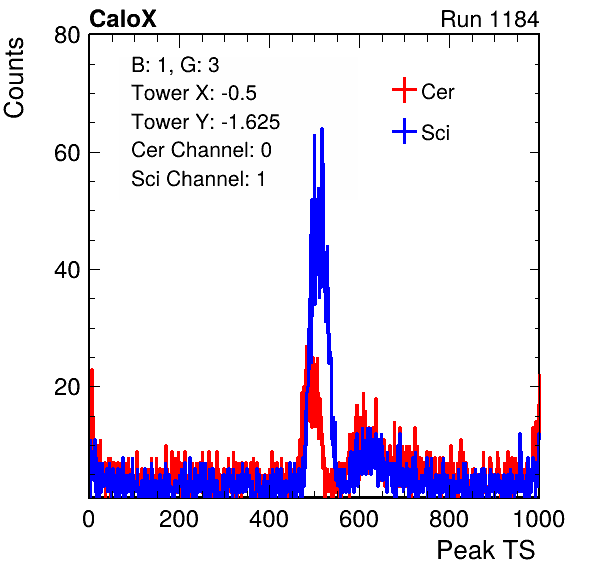 CaloX Run 1184
Counts
80
60
40
20
B: 1, G: 3
Tower X: -0.5
Tower Y: -1.625
Cer Channel: 0
Sci Channel: 1
Cer
Sci
0 200 400 600 800 1000
Peak TS